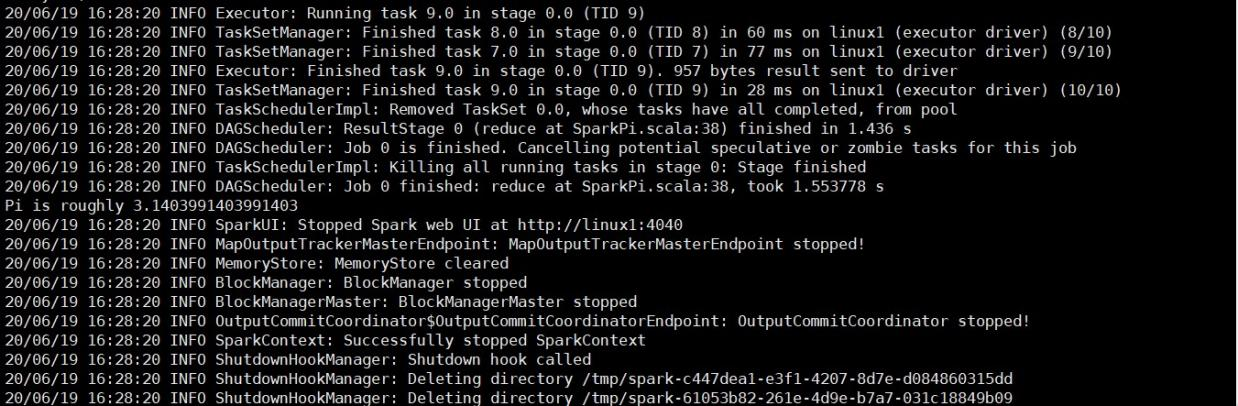 20/06/19 16:28:20 INFO Executor: Running task 9.0 in stage 0.0 (TID 9)
20/06/19 16:28:20 INFO TaskSetManager: Finished task 8.0 in stage 0.0 (TID 8) in 60 ms on linux1 (executor driver) (8/10)
20/06/19 16:28:20 INFO TaskSetManager: Finished task 7.0 in stage 0.0 (TID 7) in 77 ms on linux1 (executor driver) (9/10)
20/06/19 16:28:20 INFO Executor: Finished task 9.0 in stage 0.0 (TID 9). 957 bytes result sent to driver
20/06/19 16:28:20 INFO TaskSetManager: Finished task 9.0 in stage 0.0 (TID 9) in 28 ms on linux1 (executor driver) (10/10)
20/06/19 16:28:20 INFO TaskSchedulerImpl: Removed TaskSet 0.0, whose tasks have all completed, from pool
20/06/19 16:28:20 INFO DAGScheduler: ResultStage 0 (reduce at SparkPi.scala:38) finished in 1.436 s
20/06/19 16:28:20 INFO DAGScheduler: Job 0 is finished. Cancelling potential speculative or zombie tasks for this job
20/06/19 16:28:20 INFO TaskSchedulerImpl: Killing all running tasks in stage 0: Stage finished
20/06/19 16:28:20 INFO DAGScheduler: Job 0 finished: reduce at SparkPi.scala:38, took 1.553778 s
Pi is roughly 3.1403991403991403
20/06/19 16:28:20 INFO SparkUI: Stopped Spark web UI at http://linux1:4040
20/06/19 16:28:20 INFO MapOutputTrackerMasterEndpoint: MapOutputTrackerMasterEndpoint stopped!
20/06/19 16:28:20 INFO MemoryStore: MemoryStore cleared
20/06/19 16:28:20 INFO BlockManager: BlockManager stopped
20/06/19 16:28:20 INFO BlockManagerMaster: BlockManagerMaster stopped
20/06/19 16:28:20 INFO OutputCommitCoordinator$OutputCommitCoordinatorEndpoint: OutputCommitCoordinator stopped!
20/06/19 16:28:20 INFO SparkContext: Successfully stopped SparkContext
20/06/19 16:28:20 INFO ShutdownHookManager: Shutdown hook called
20/06/19 16:28:20 INFO ShutdownHookManager: Deleting directory /tmp/spark-c447dea1-e3f1-4207-8d7e-d084860315dd
20/06/19 16:28:20 INFO ShutdownHookManager: Deleting directory /tmp/spark-61053b82-261e-4d9e-b7a7-031c18849b09